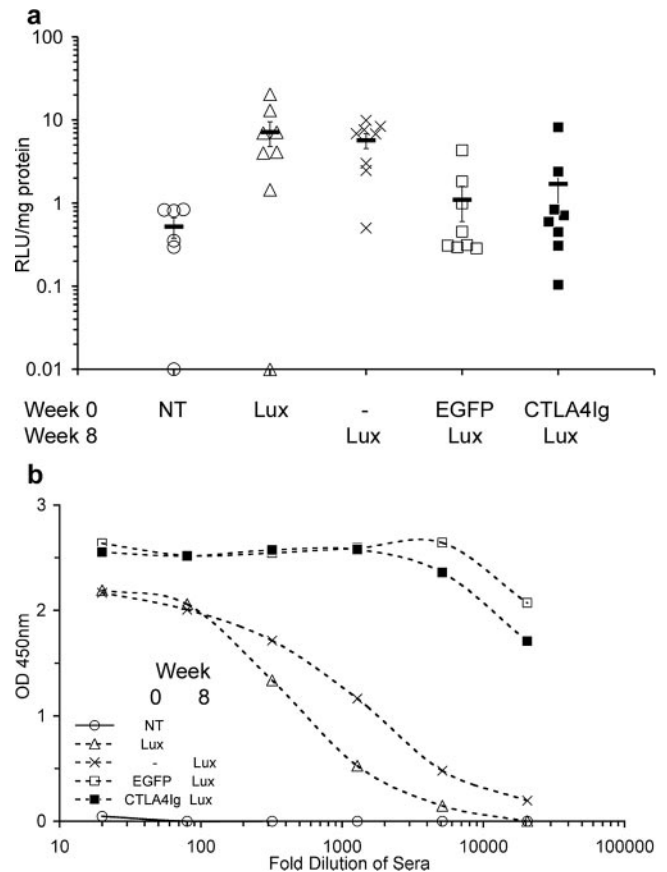 a
100
10
1
0.1
0.01
RLU/mg protein
Week 0 NT Lux - EGFP CTLA4Ig
Week 8 Lux Lux Lux
b
3
2
1
0
OD 450nm
Week
0 8
NT
Lux
- Lux
EGFP Lux
CTLA4Ig Lux
10 100 1000 10000 100000
Fold Dilution of Sera